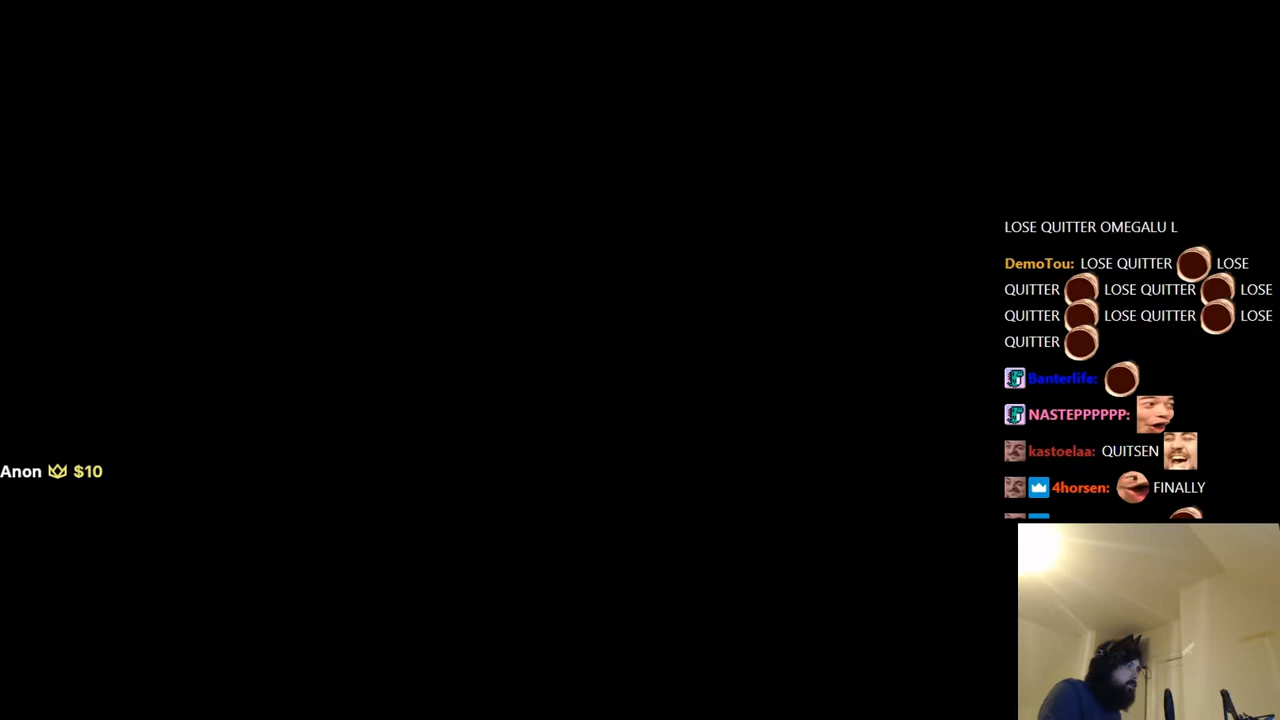 LOSE QUITTER OMEGALU L
DemoTou: LOSE QUITTER LOSE
QUITTER LOSE QUITTER LOSE
QUITTER LOSE QUITTER LOSE
QUITTER
Banterlife:
NASTEPPPPPP:
kastoelaa: QUITSEN
Anon $10
4horsen: FINALLY